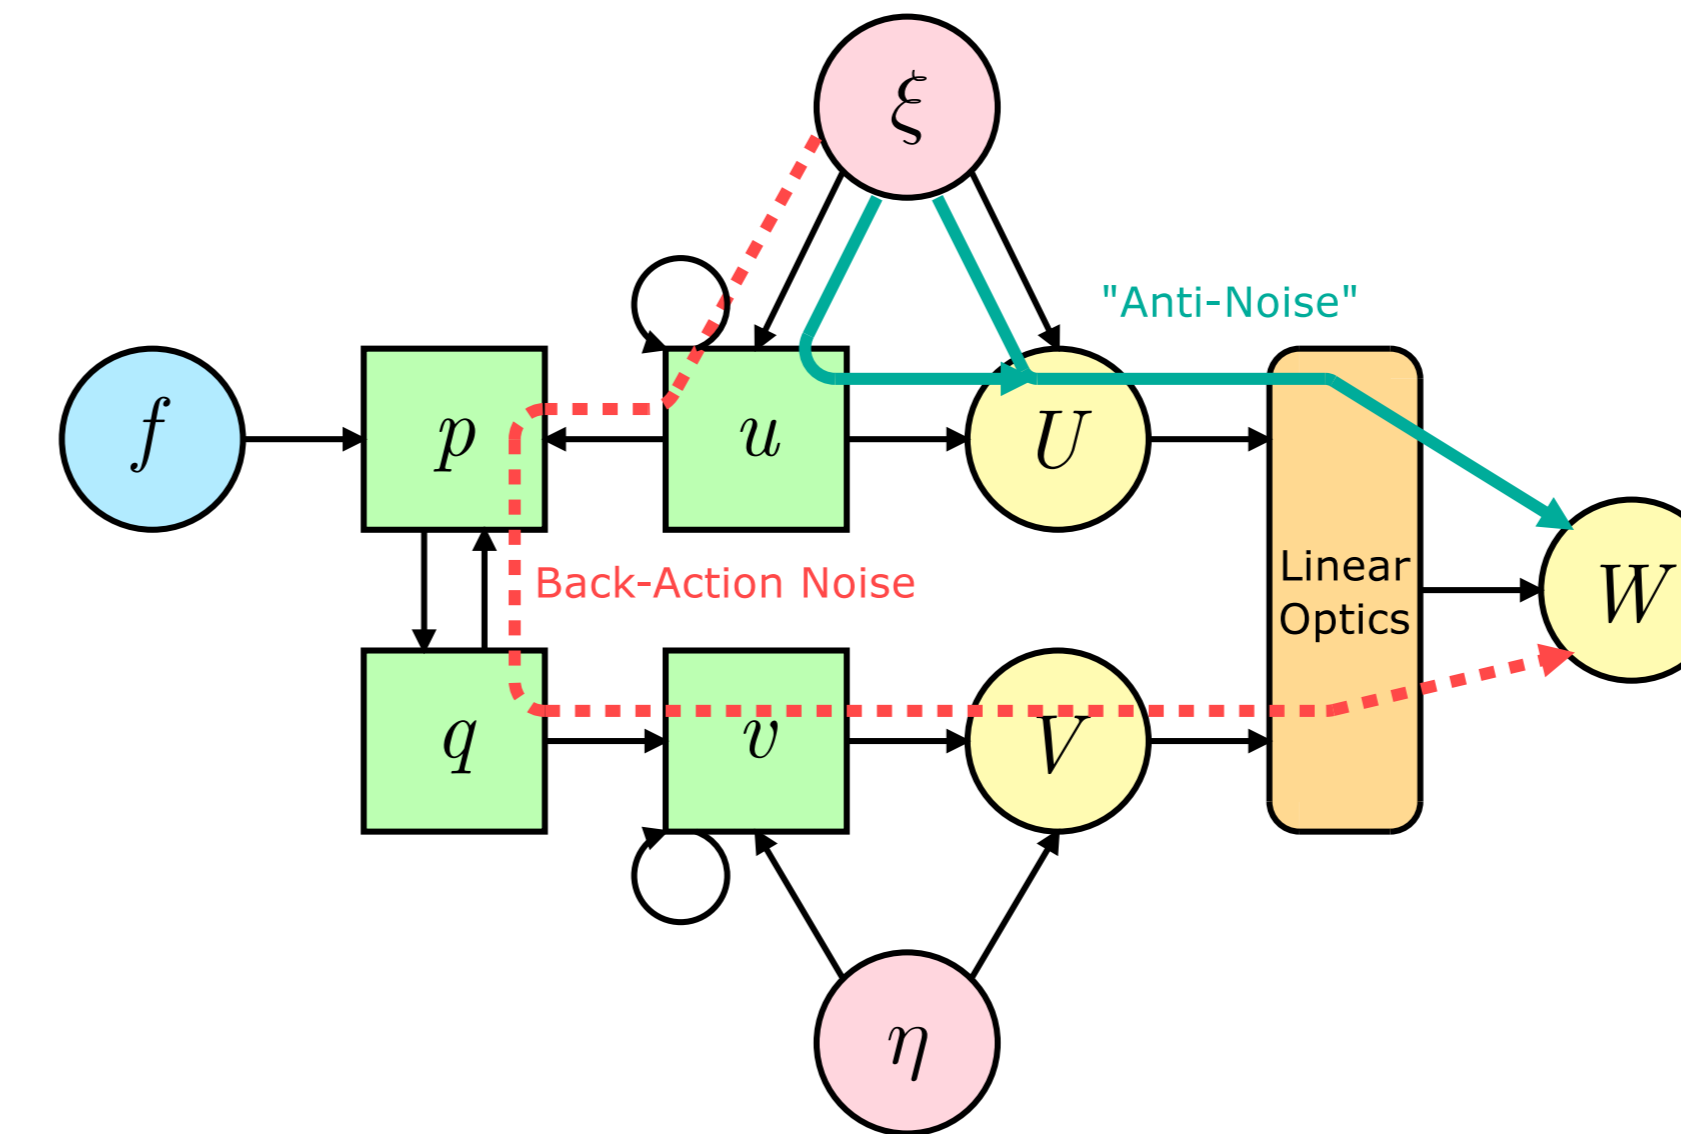 ξ
"Anti-Noise"
f
p
u
U
Back-Action Noise
Linear
Optics
W
q
v
V
η